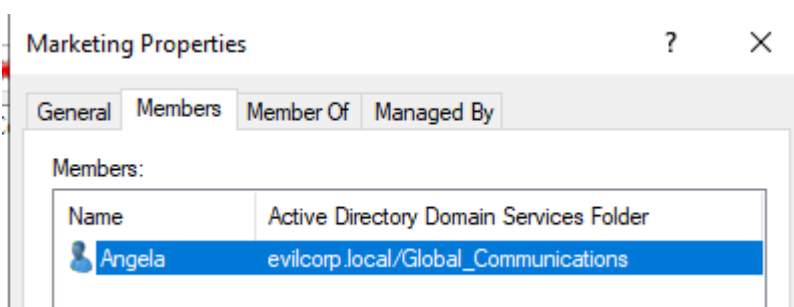 Marketing Properties ? ×
General Members Member Of Managed By
Members:
Name Active Directory Domain Services Folder
Angela evilcorp.local/Global_Communications